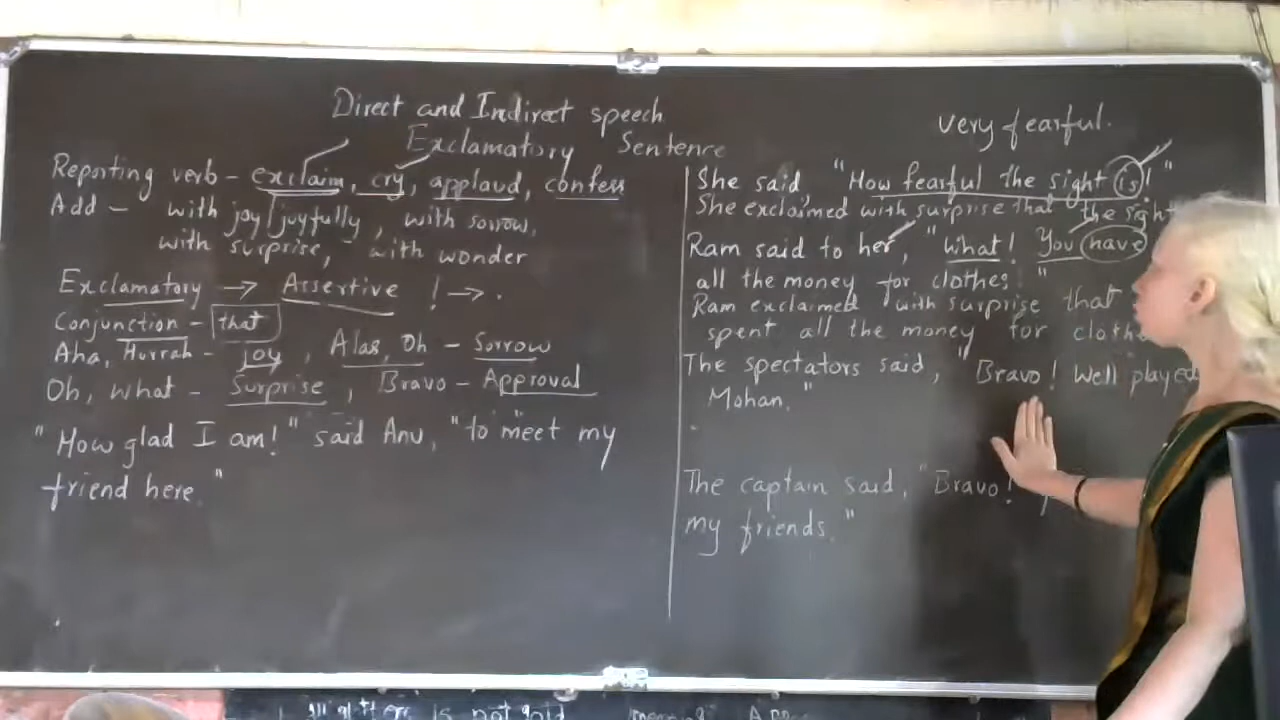 Direct and Indirect speech
Exclamatory Sentence
Reporting verb - exclaim, cry, applaud, confess
Add - with joy/joyfully, with sorrow,
with surprise, with wonder
Exclamatory → Assertive ! → .
Conjunction - that
Aha, Hurrah - joy, Alas, Oh - Sorrow
Oh, what - Surprise, Bravo - Approval
"How glad I am!" said Anu, "to meet my
friend here."
very fearful.
She said, "How fearful the sight is!"
She exclaimed with surprise that the sight
Ram said to her, "What! You have
all the money for clothes."
Ram exclaimed with surprise that
spent all the money for
The spectators said, "Bravo! Well played
Mohan."
The captain said, "Bravo!
my friends."
is not gold